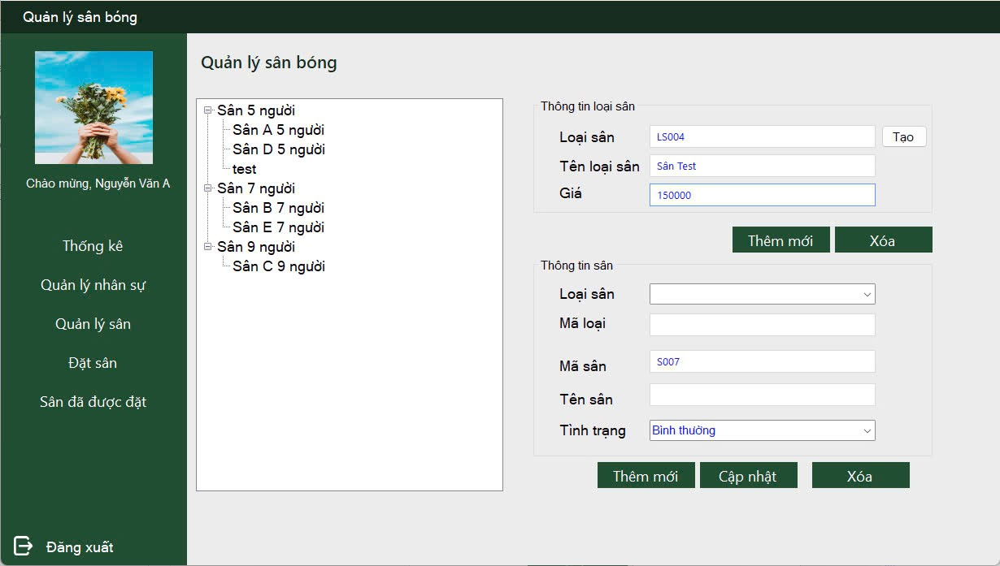 Quản lý sân bóng
Chào mừng, Nguyễn Văn A
Thống kê
Quản lý nhân sự
Quản lý sân
Đặt sân
Sân đã được đặt
Đăng xuất
Quản lý sân bóng
Sân 5 người
Sân A 5 người
Sân D 5 người
test
Sân 7 người
Sân B 7 người
Sân E 7 người
Sân 9 người
Sân C 9 người
Thông tin loại sân
Loại sân LS004 Tạo
Tên loại sân Sân Test
Giá 150000
Thêm mới Xóa
Thông tin sân
Loại sân
Mã loại
Mã sân S007
Tên sân
Tình trạng Bình thường
Thêm mới Cập nhật Xóa